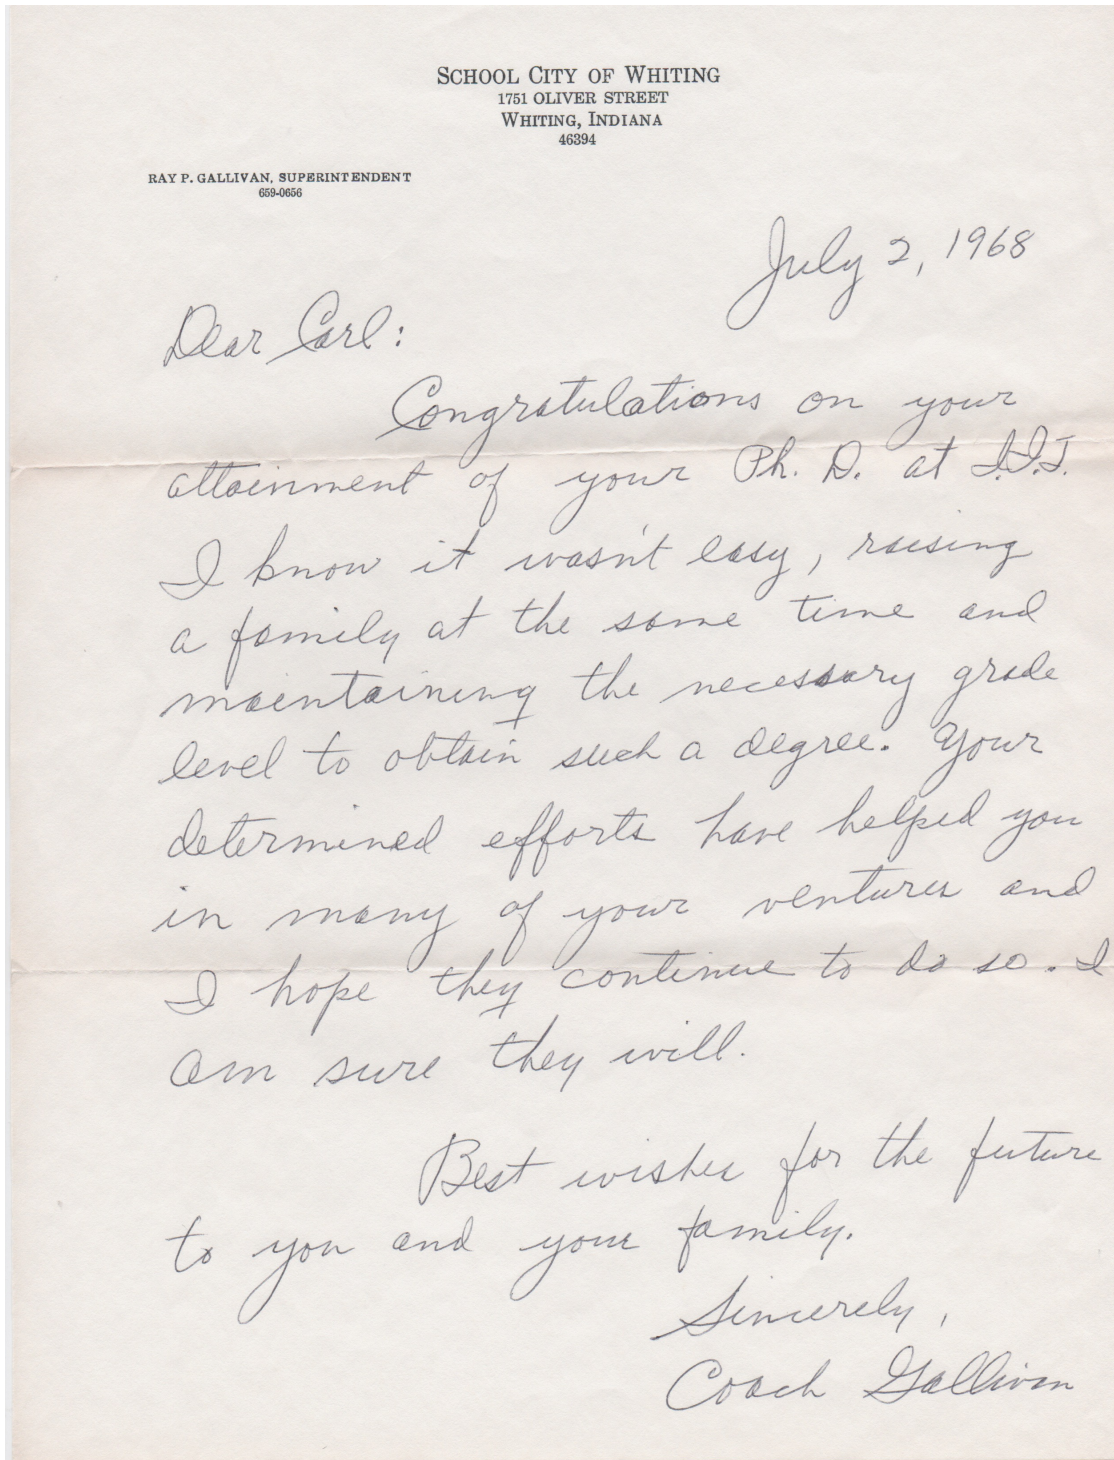 SCHOOL CITY OF WHITING
1751 OLIVER STREET
WHITING, INDIANA
46394
RAY P. GALLIVAN, SUPERINTENDENT
659-0656
July 2, 1968
Dear Carl:
Congratulations on your
attainment of your Ph. D. at I.I.T.
I know it wasn't easy, raising
a family at the same time and
maintaining the necessary grade
level to obtain such a degree. Your
determined efforts have helped you
in many of your ventures and
I hope they continue to do so. I
am sure they will.
Best wishes for the future
to you and your family.
Sincerely,
Coach Gallivan